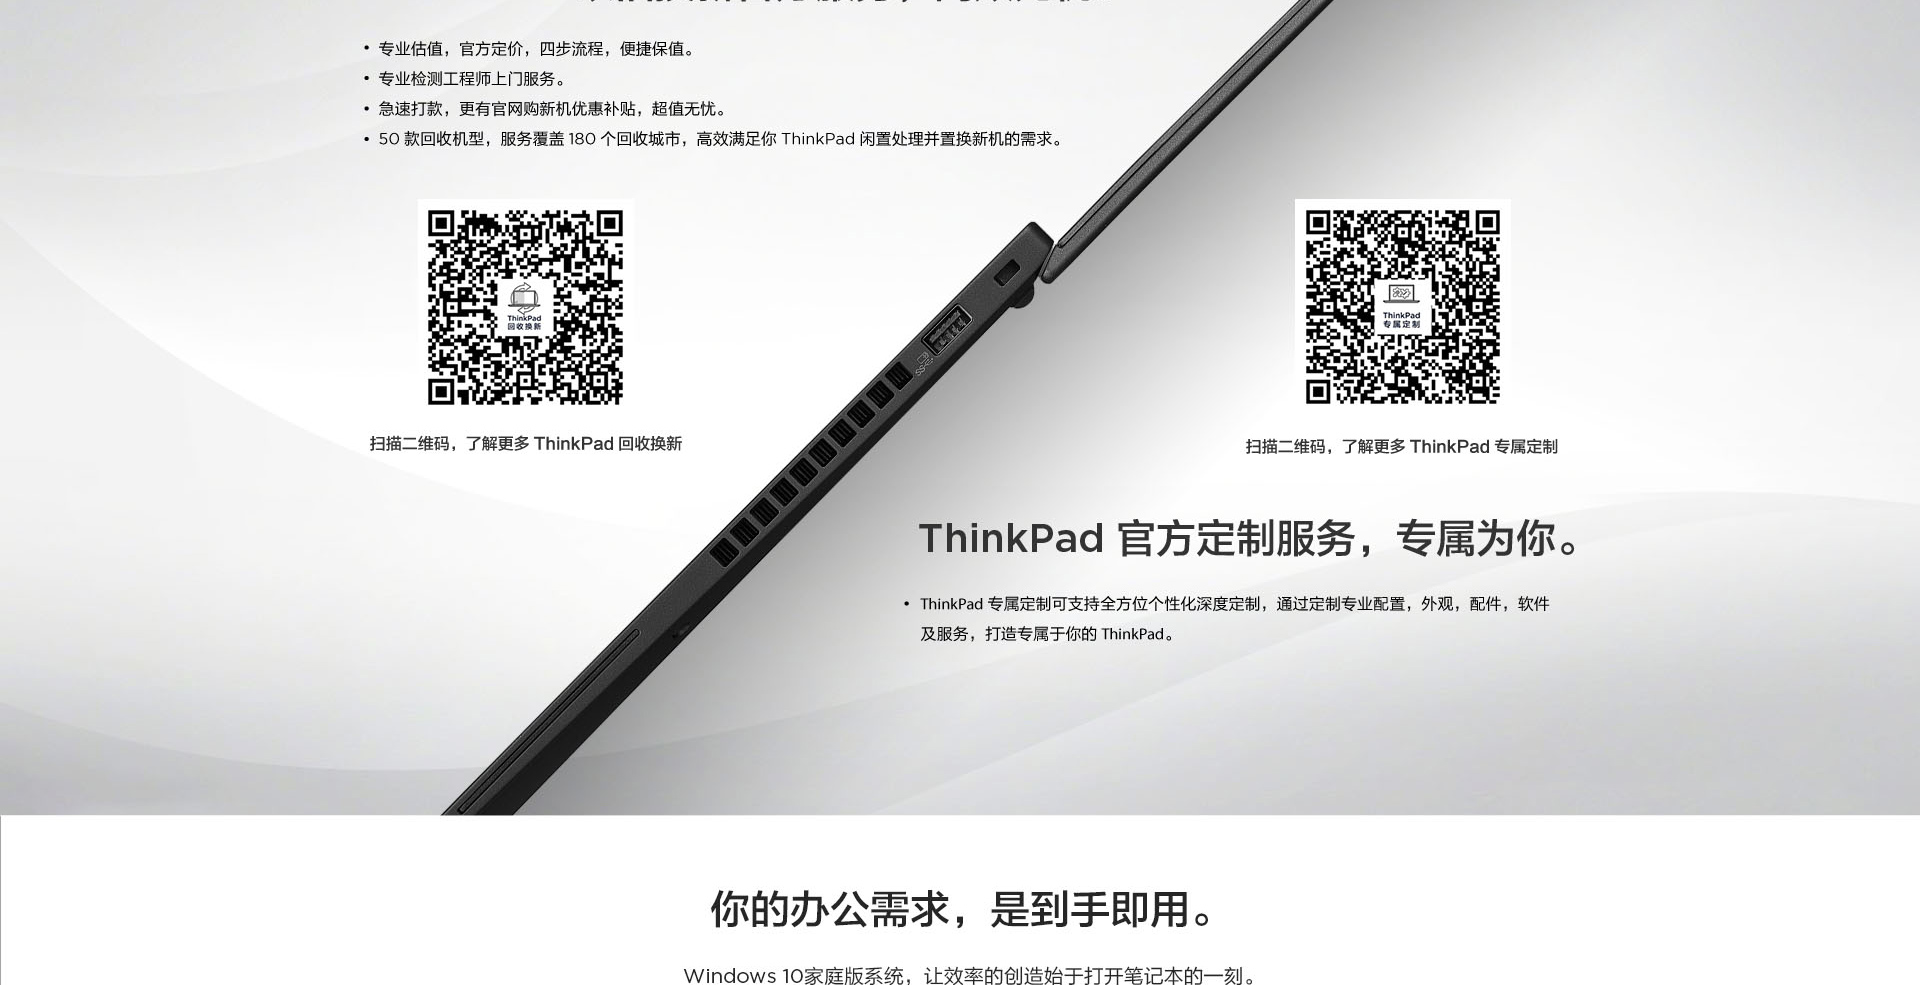 • 专业估值，官方定价，四步流程，便捷保值。
• 专业检测工程师上门服务。
• 急速打款，更有官网购新机优惠补贴，超值无忧。
• 50 款回收机型，服务覆盖 180 个回收城市，高效满足你 ThinkPad 闲置处理并置换新机的需求。
ThinkPad
回收换新
扫描二维码，了解更多 ThinkPad 回收换新
ThinkPad
专属定制
扫描二维码，了解更多 ThinkPad 专属定制
ThinkPad 官方定制服务，专属为你。
• ThinkPad 专属定制可支持全方位个性化深度定制，通过定制专业配置，外观，配件，软件
及服务，打造专属于你的 ThinkPad。
你的办公需求，是到手即用。
Windows 10家庭版系统，让效率的创造始于打开笔记本的一刻。